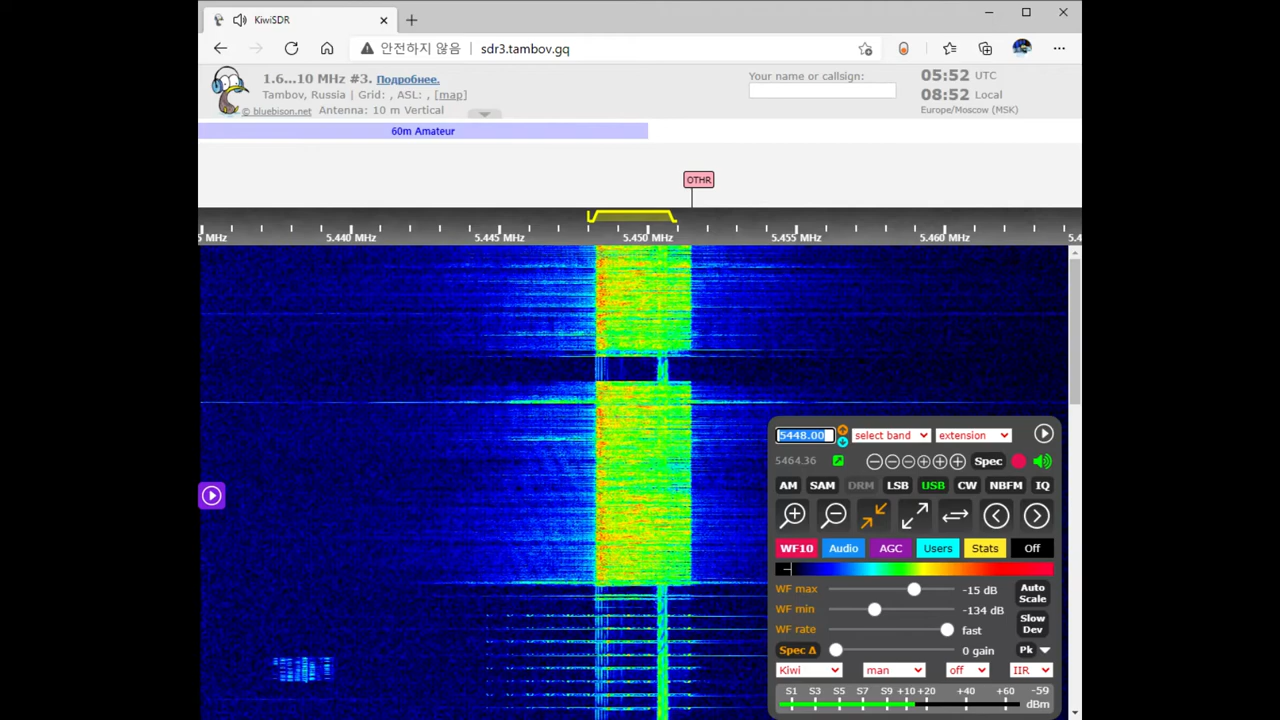 KiwiSDR
안전하지 않음 sdr3.tambov.gq
1.6...10 MHz #3. Подробнее.
Tambov, Russia | Grid: , ASL: , [map]
© bluebison.net Antenna: 10 m Vertical
Your name or callsign:
05:52 UTC
08:52 Local
Europe/Moscow (MSK)
60m Amateur
OTHR
5 MHz 5.440 MHz 5.445 MHz 5.450 MHz 5.455 MHz 5.460 MHz 5.4
5448.00 select band extension
5464.36 Spec
AM SAM DRM LSB USB CW NBFM IQ
WF10 Audio AGC Users Stats Off
WF max -15 dB Auto Scale
WF min -134 dB
WF rate fast Slow Dev
Spec Δ 0 gain Pk
Kiwi man off IIR
S1 S3 S5 S7 S9 +10 +20 +40 +60 -59 dBm